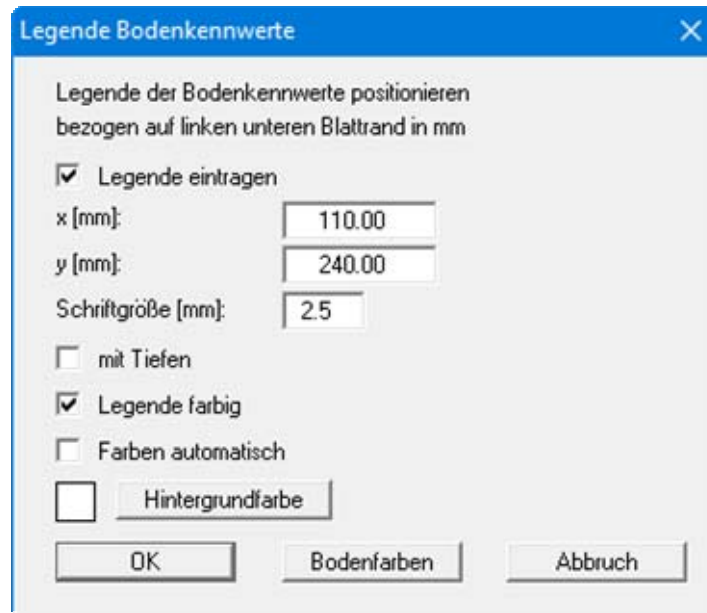 Legende Bodenkennwerte
Legende der Bodenkennwerte positionieren
bezogen auf linken unteren Blattrand in mm
Legende eintragen
x [mm]: 110.00
y [mm]: 240.00
Schriftgröße [mm]: 2.5
mit Tiefen
Legende farbig
Farben automatisch
Hintergrundfarbe
OK Bodenfarben Abbruch